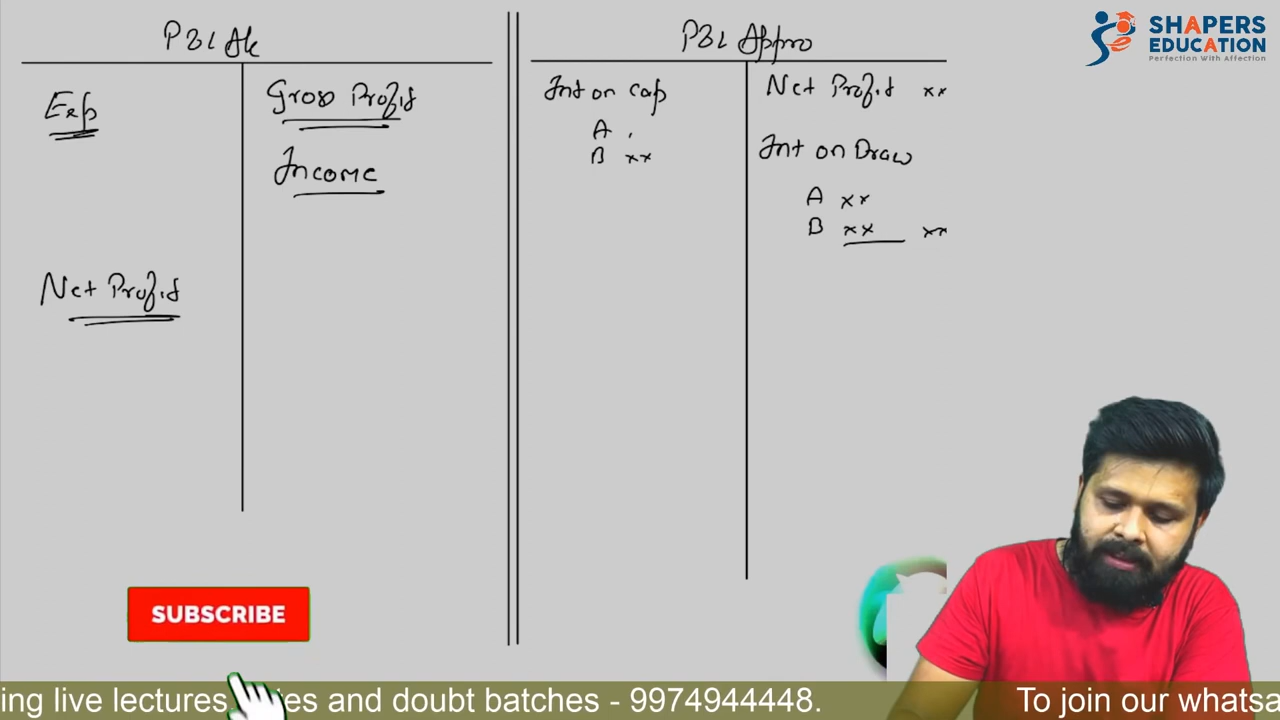 P&L A/c
Exp
Gross Profit
Income
Net Profit
P&L Appro
Int on cap
A
B xx
Net Profit xx
Int on Draw
A xx
B xx xx
SHAPERS
EDUCATION
Perfection With Affection
SUBSCRIBE
ing live lectures, and doubt batches - 9974944448. To join our whatsa